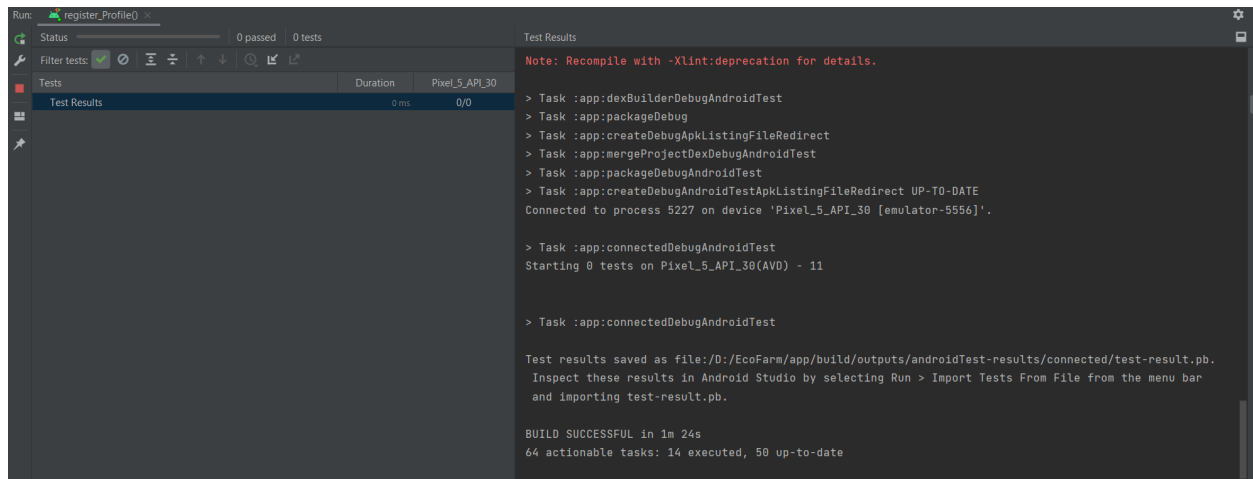 Run: register_Profile()
Status 0 passed 0 tests
Filter tests:
Tests Duration Pixel_5_API_30
Test Results 0 ms 0/0
Test Results
Note: Recompile with -Xlint:deprecation for details.
> Task :app:dexBuilderDebugAndroidTest
> Task :app:packageDebug
> Task :app:createDebugApkListingFileRedirect
> Task :app:mergeProjectDexDebugAndroidTest
> Task :app:packageDebugAndroidTest
> Task :app:createDebugAndroidTestApkListingFileRedirect UP-TO-DATE
Connected to process 5227 on device 'Pixel_5_API_30 [emulator-5556]'.
> Task :app:connectedDebugAndroidTest
Starting 0 tests on Pixel_5_API_30(AVD) - 11
> Task :app:connectedDebugAndroidTest
Test results saved as file:/D:/EcoFarm/app/build/outputs/androidTest-results/connected/test-result.pb.
Inspect these results in Android Studio by selecting Run > Import Tests From File from the menu bar
and importing test-result.pb.
BUILD SUCCESSFUL in 1m 24s
64 actionable tasks: 14 executed, 50 up-to-date